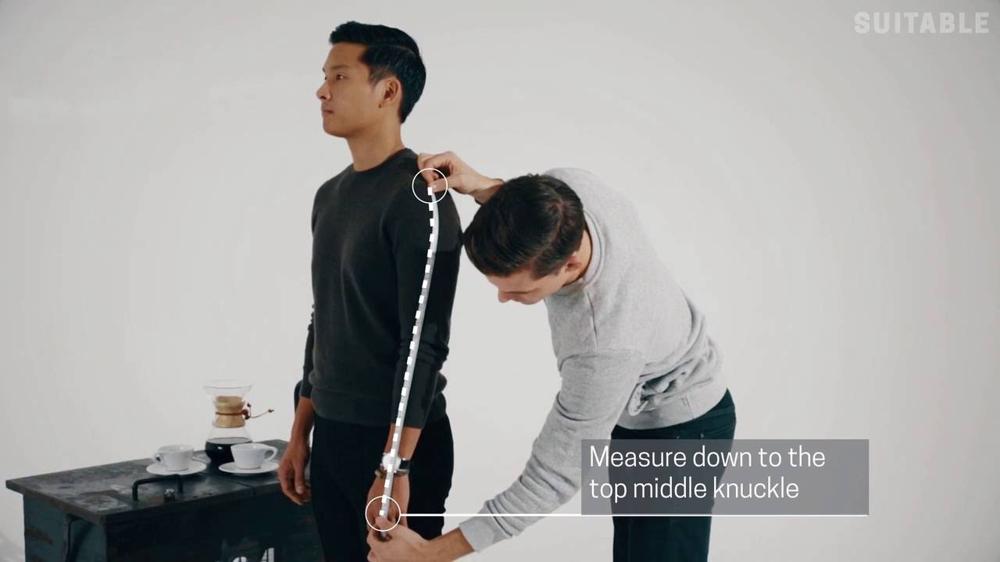 SUITABLE
Measure down to the
top middle knuckle